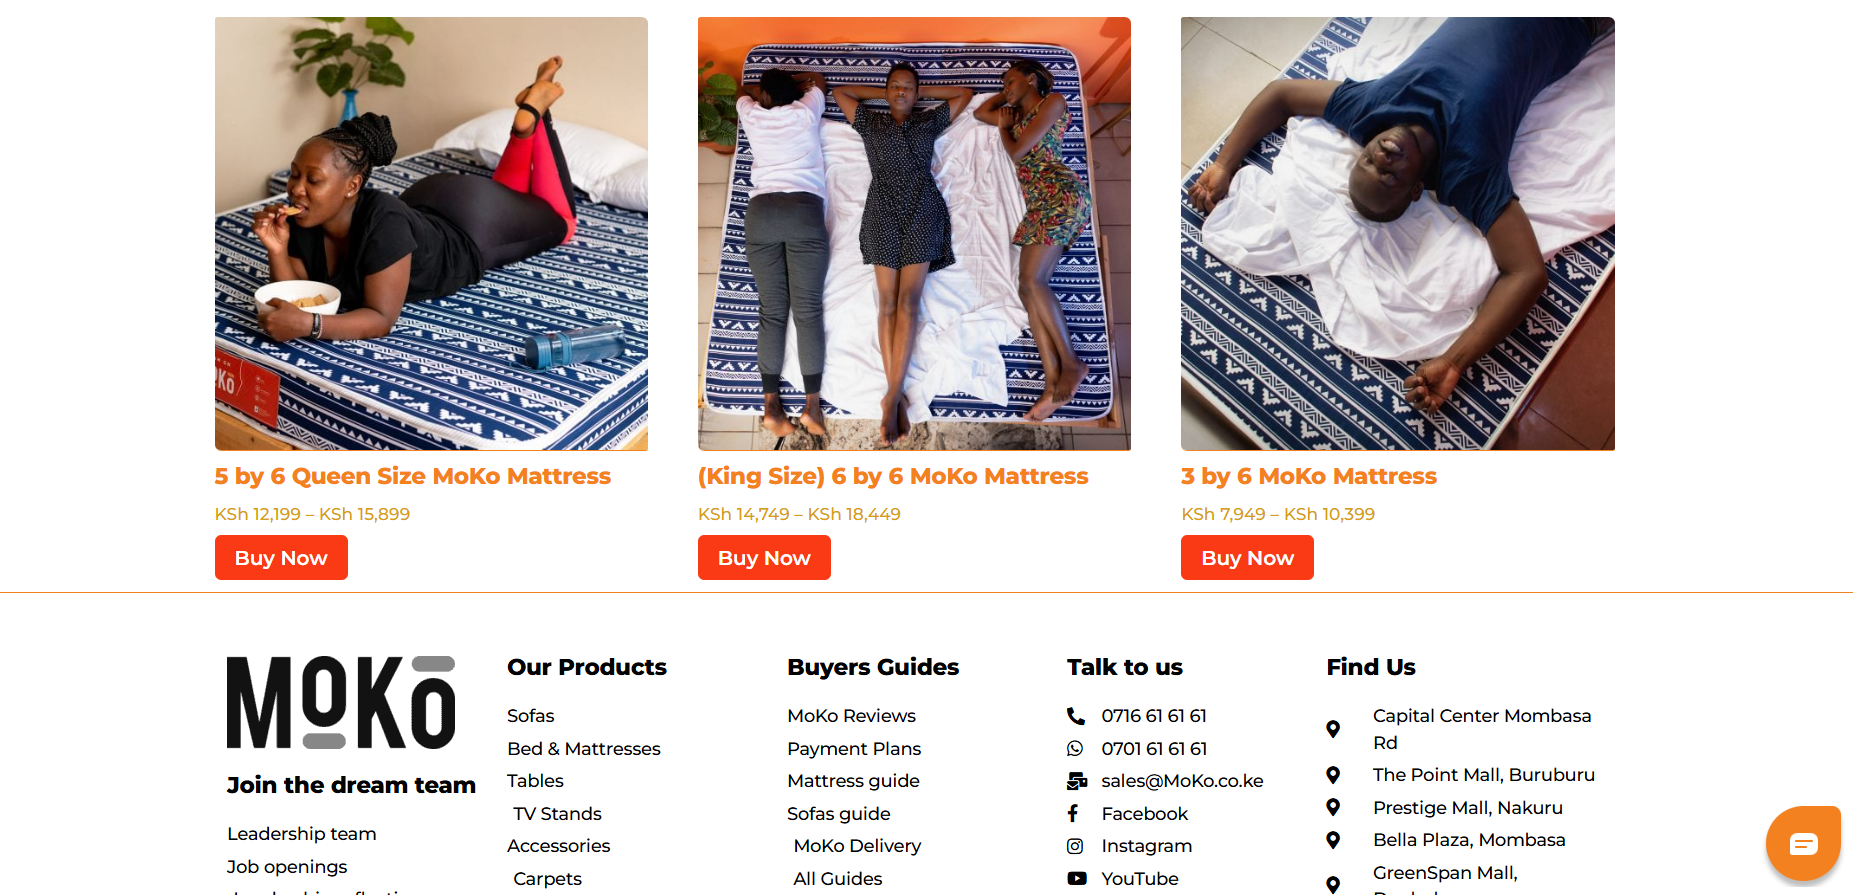 5 by 6 Queen Size MoKo Mattress
KSh 12,199 – KSh 15,899
Buy Now
(King Size) 6 by 6 MoKo Mattress
KSh 14,749 – KSh 18,449
Buy Now
3 by 6 MoKo Mattress
KSh 7,949 – KSh 10,399
Buy Now
MoKo
Join the dream team
Leadership team
Job openings
Our Products
Sofas
Bed & Mattresses
Tables
TV Stands
Accessories
Carpets
Buyers Guides
MoKo Reviews
Payment Plans
Mattress guide
Sofas guide
MoKo Delivery
All Guides
Talk to us
0716 61 61 61
0701 61 61 61
sales@MoKo.co.ke
Facebook
Instagram
YouTube
Find Us
Capital Center Mombasa
Rd
The Point Mall, Buruburu
Prestige Mall, Nakuru
Bella Plaza, Mombasa
GreenSpan Mall,